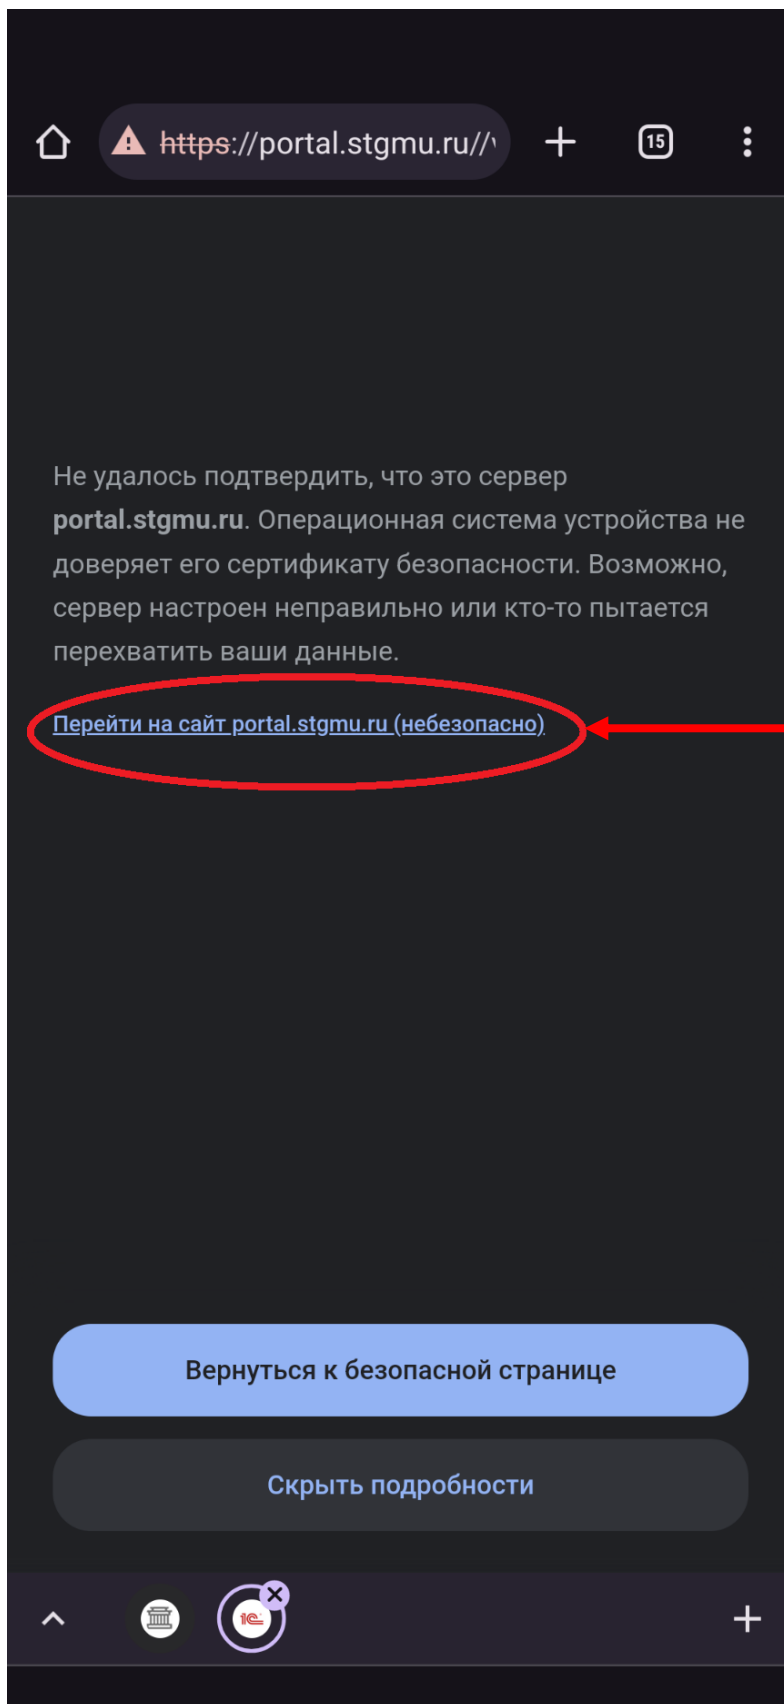 https://portal.stgmu.ru//
15
Не удалось подтвердить, что это сервер
portal.stgmu.ru. Операционная система устройства не
доверяет его сертификату безопасности. Возможно,
сервер настроен неправильно или кто-то пытается
перехватить ваши данные.
Перейти на сайт portal.stgmu.ru (небезопасно)
Вернуться к безопасной странице
Скрыть подробности
1С